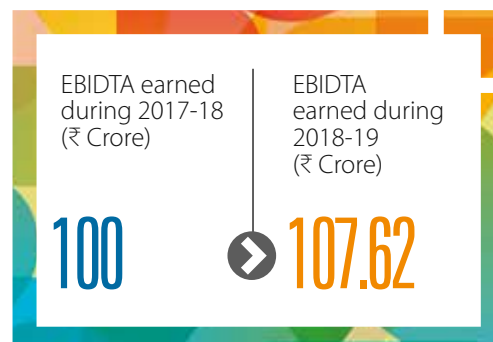 EBIDTA earned
during 2017-18
(₹ Crore)
100
EBIDTA
earned during
2018-19
(₹ Crore)
107.62